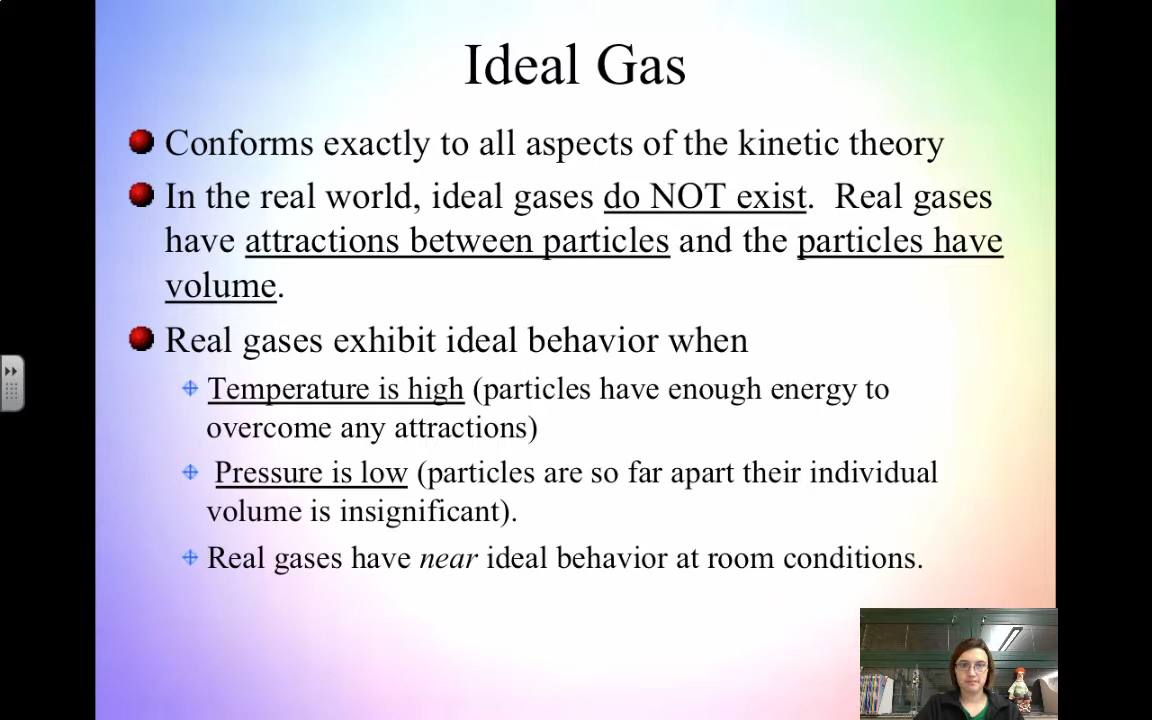 Ideal Gas
Conforms exactly to all aspects of the kinetic theory
In the real world, ideal gases do NOT exist.  Real gases
have attractions between particles and the particles have
volume.
Real gases exhibit ideal behavior when
Temperature is high (particles have enough energy to
overcome any attractions)
Pressure is low (particles are so far apart their individual
volume is insignificant).
Real gases have near ideal behavior at room conditions.